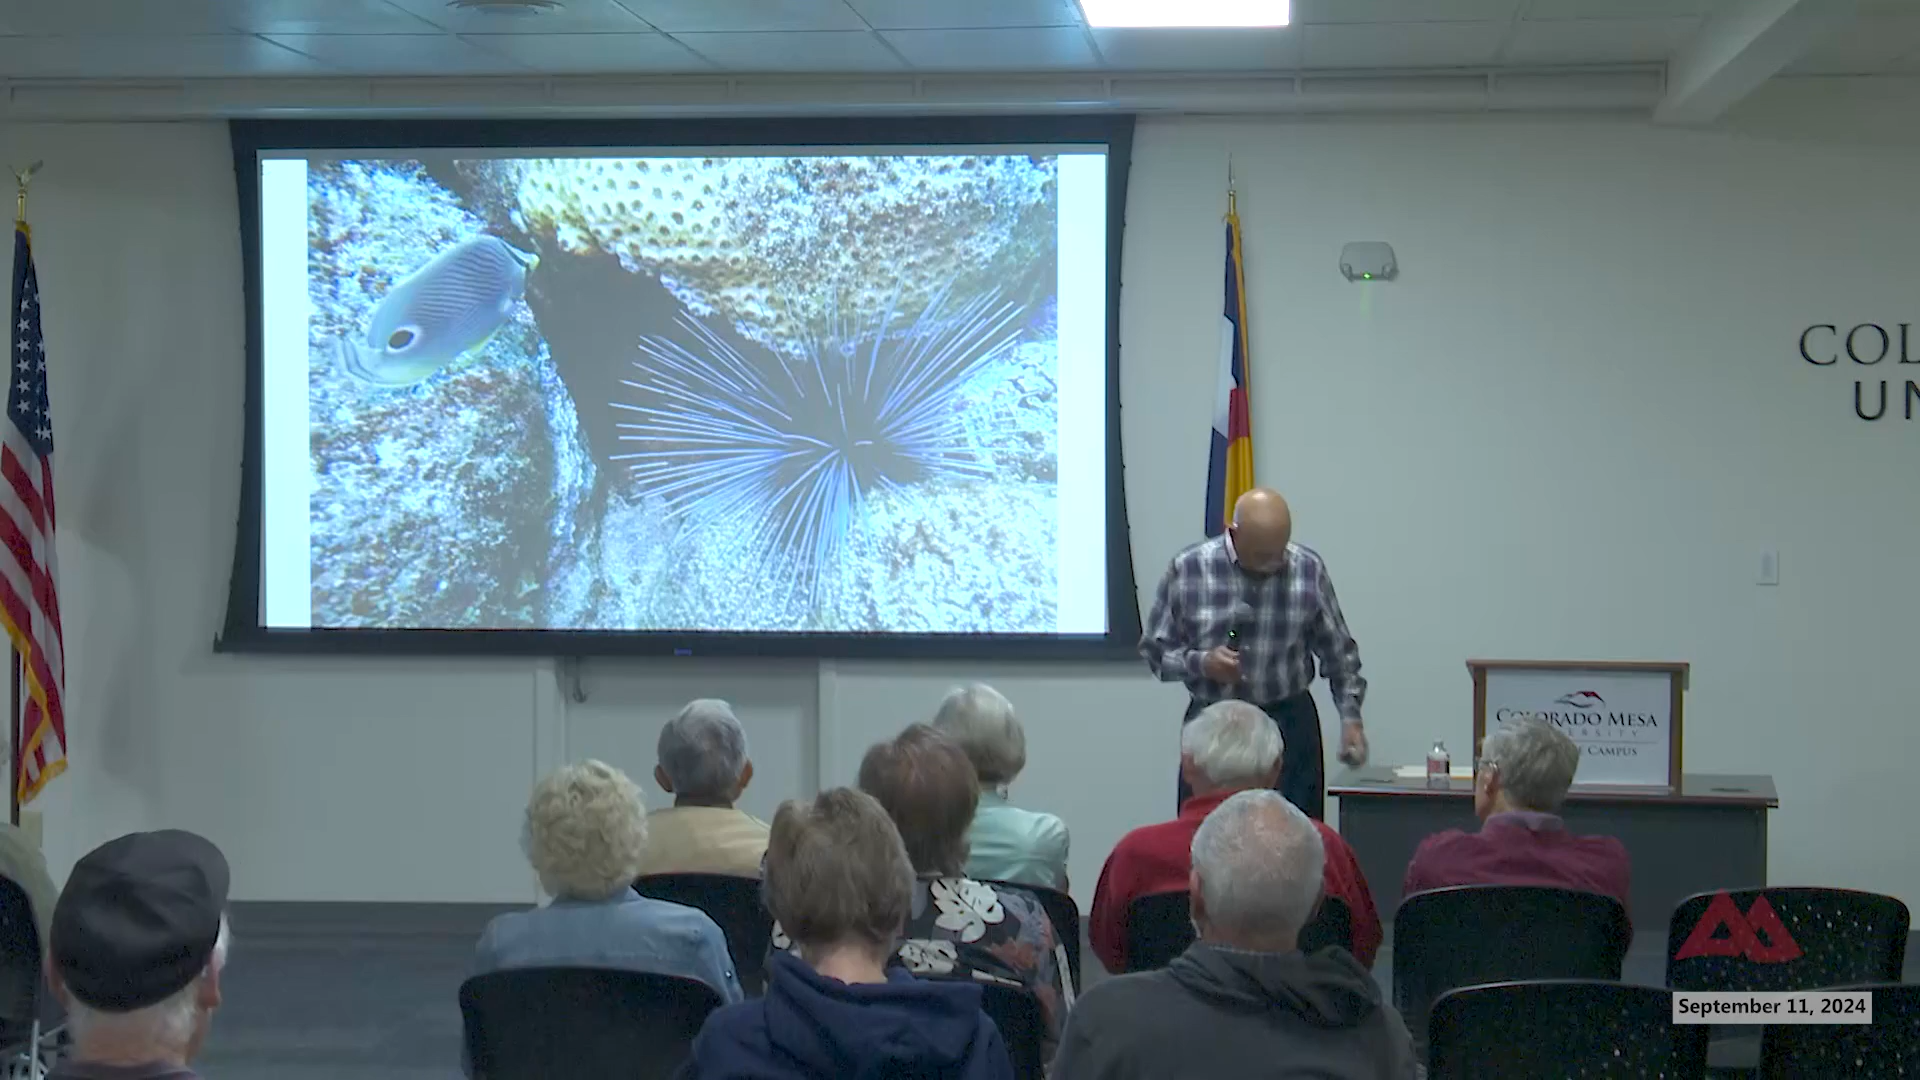 COL
UN
COLORADO MESA
CAMPUS
September 11, 2024